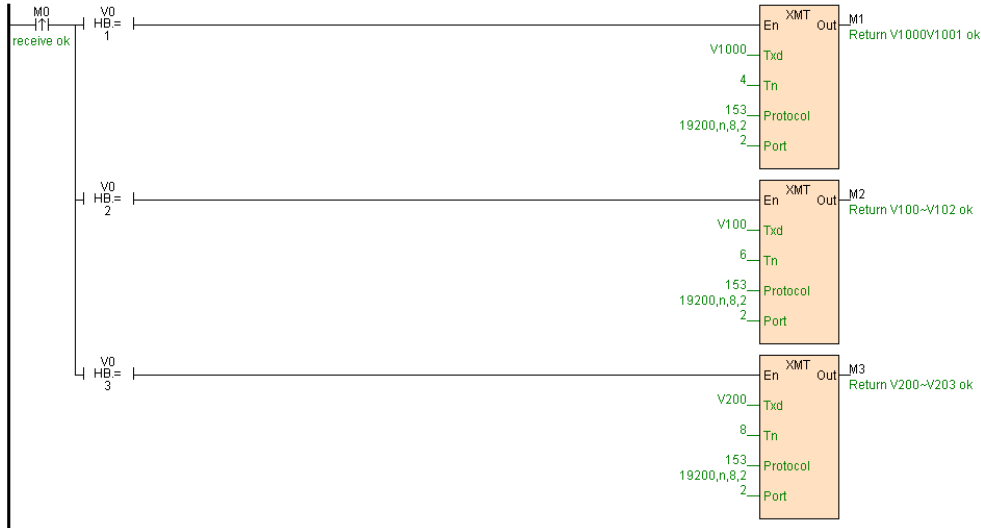 M0
receive ok
V0
HB.=
1
XMT
En Out
M1
Return V1000V1001 ok
V1000 Txd
4 Tn
153 Protocol
19200,n,8,2
2 Port
V0
HB.=
2
XMT
En Out
M2
Return V100~V102 ok
V100 Txd
6 Tn
153 Protocol
19200,n,8,2
2 Port
V0
HB.=
3
XMT
En Out
M3
Return V200~V203 ok
V200 Txd
8 Tn
153 Protocol
19200,n,8,2
2 Port